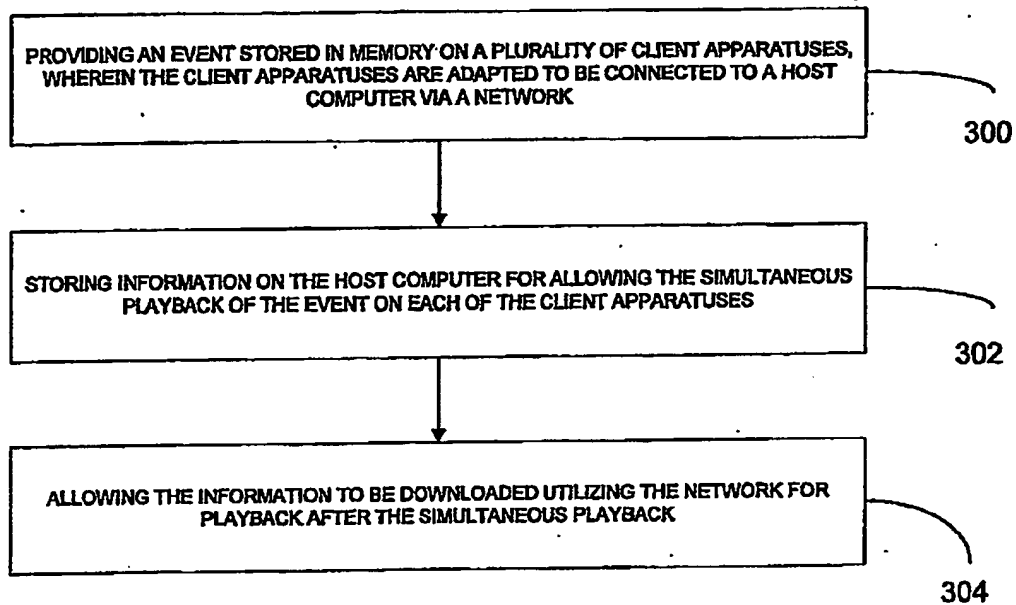 PROVIDING AN EVENT STORED IN MEMORY ON A PLURALITY OF CLIENT APPARATUSES,
WHEREIN THE CLIENT APPARATUSES ARE ADAPTED TO BE CONNECTED TO A HOST
COMPUTER VIA A NETWORK
300
STORING INFORMATION ON THE HOST COMPUTER FOR ALLOWING THE SIMULTANEOUS
PLAYBACK OF THE EVENT ON EACH OF THE CLIENT APPARATUSES
302
ALLOWING THE INFORMATION TO BE DOWNLOADED UTILIZING THE NETWORK FOR
PLAYBACK AFTER THE SIMULTANEOUS PLAYBACK
304